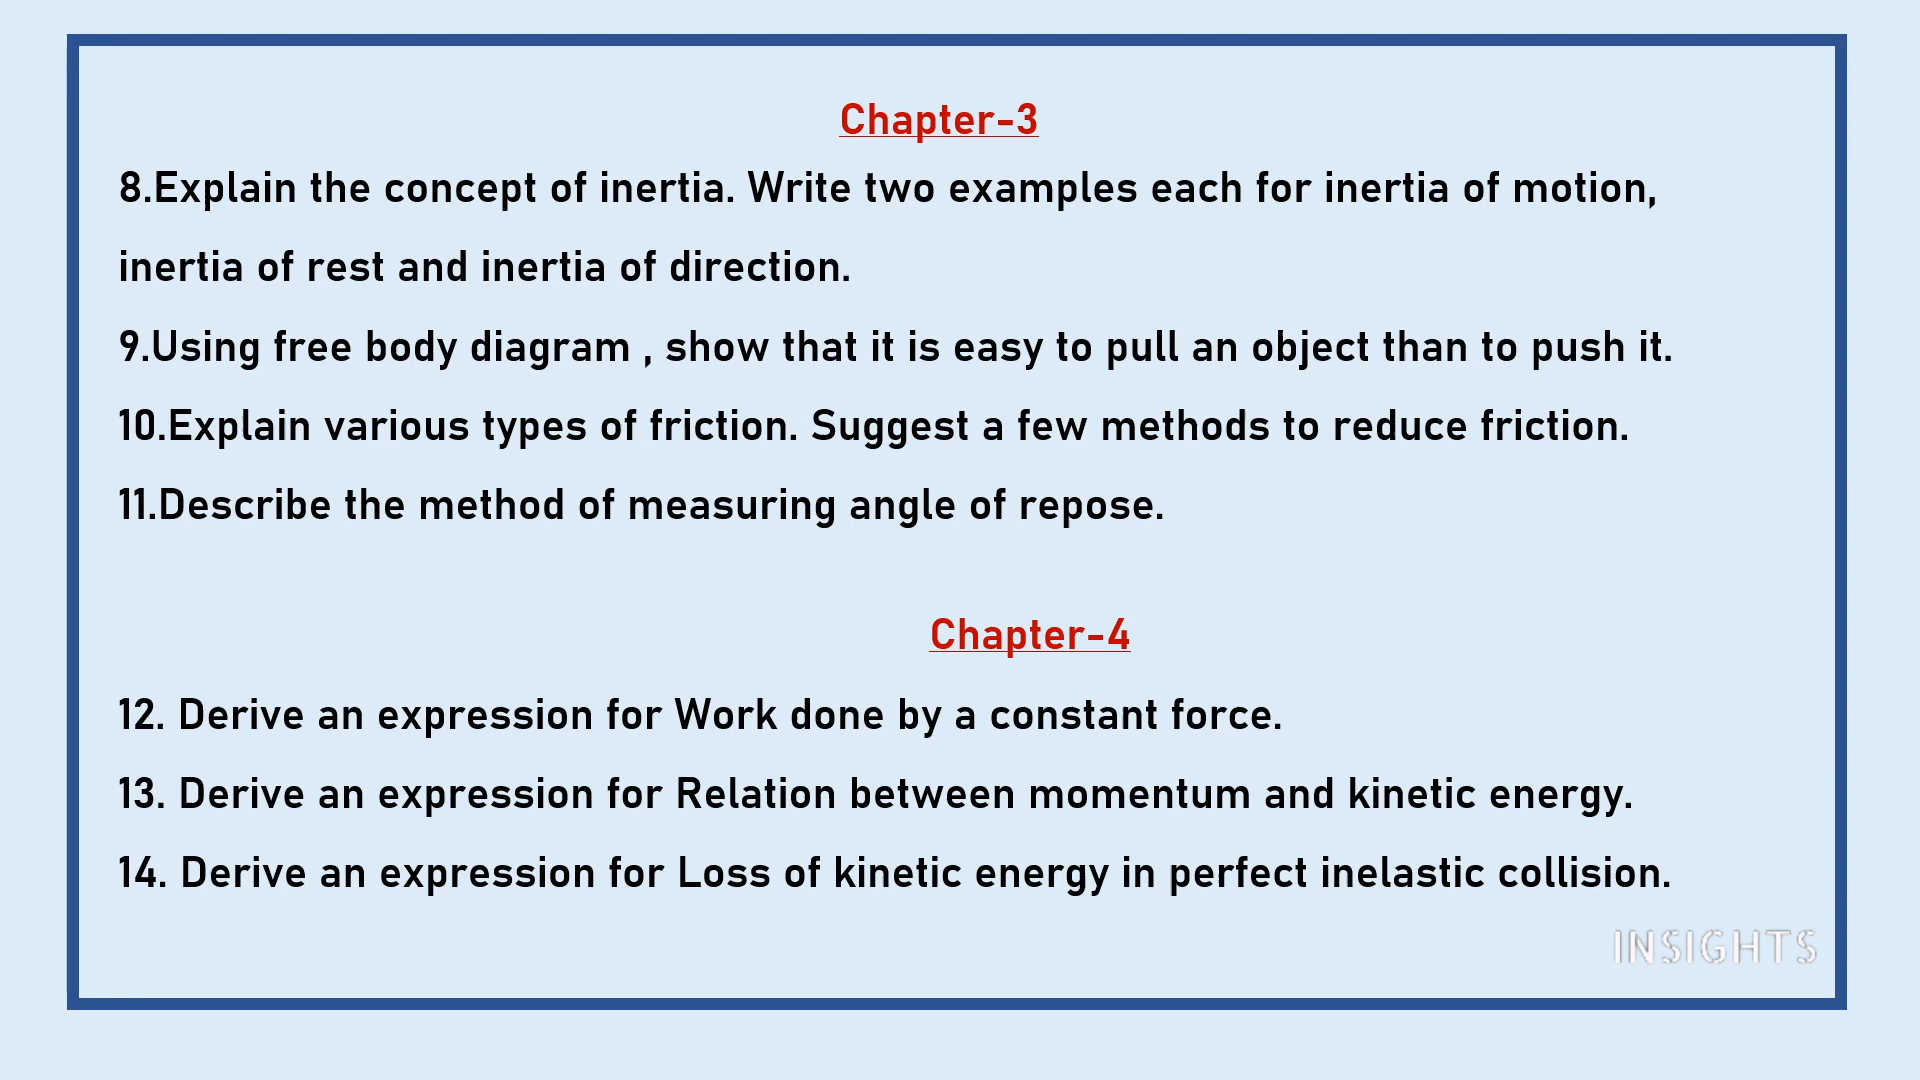 Chapter-3
8.Explain the concept of inertia. Write two examples each for inertia of motion,
inertia of rest and inertia of direction.
9.Using free body diagram , show that it is easy to pull an object than to push it.
10.Explain various types of friction. Suggest a few methods to reduce friction.
11.Describe the method of measuring angle of repose.
Chapter-4
12. Derive an expression for Work done by a constant force.
13. Derive an expression for Relation between momentum and kinetic energy.
14. Derive an expression for Loss of kinetic energy in perfect inelastic collision.
INSIGHTS